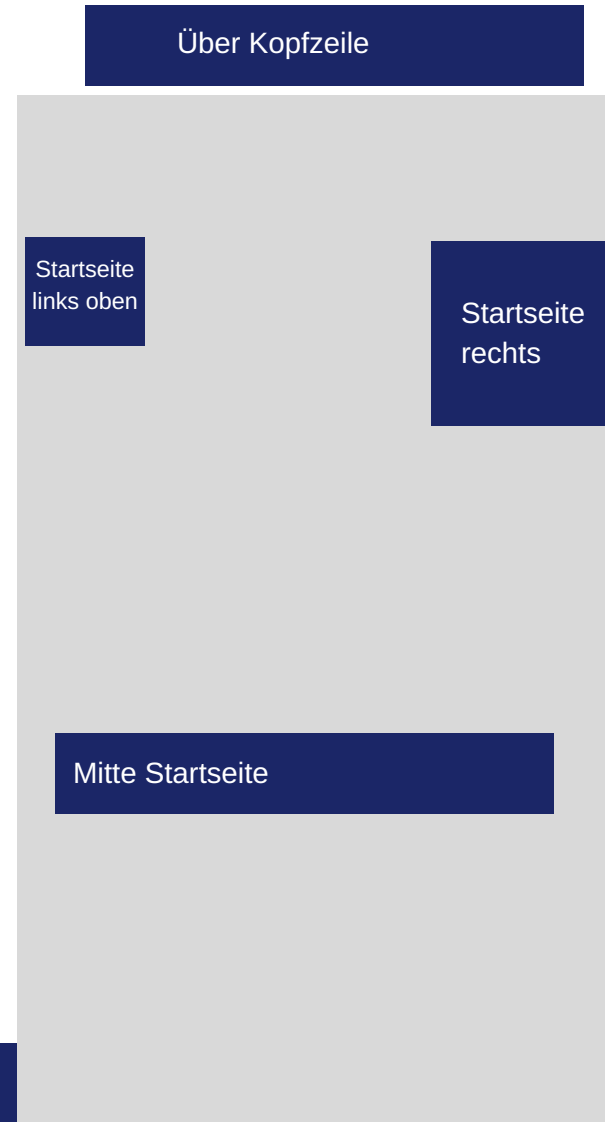 Über Kopfzeile
Startseite
links oben
Startseite
rechts
Mitte Startseite